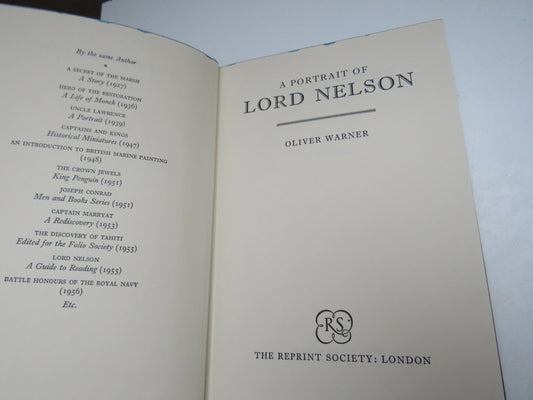 By the same Author
*
A SECRET OF THE MARSH
A Story (1927)
HERO OF THE RESTORATION
A Life of Monck (1936)
UNCLE LAWRENCE
A Portrait (1939)
CAPTAINS AND KINGS
Historical Miniatures (1947)
AN INTRODUCTION TO BRITISH MARINE PAINTING
(1948)
THE CROWN JEWELS
King Penguin (1951)
JOSEPH CONRAD
Men and Books Series (1951)
CAPTAIN MARRYAT
A Rediscovery (1953)
THE DISCOVERY OF TAHITI
Edited for the Folio Society (1955)
LORD NELSON
A Guide to Reading (1955)
BATTLE HONOURS OF THE ROYAL NAVY
(1956)
Etc.
A PORTRAIT OF
LORD NELSON
OLIVER WARNER
RS
THE REPRINT SOCIETY: LONDON